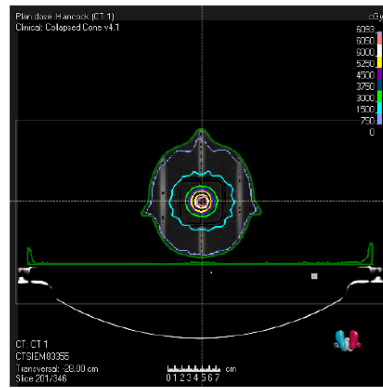 Plan dose: Hancock (CT 1)
Clinical: Collapsed Cone v4.1
cGy
6093
6050
6000
5250
4500
3750
3000
1500
750
0
CT: CT 1
CTSIEM83355
Transversal: -28.00 cm
Slice 201/346
cm
0 1 2 3 4 5 6 7